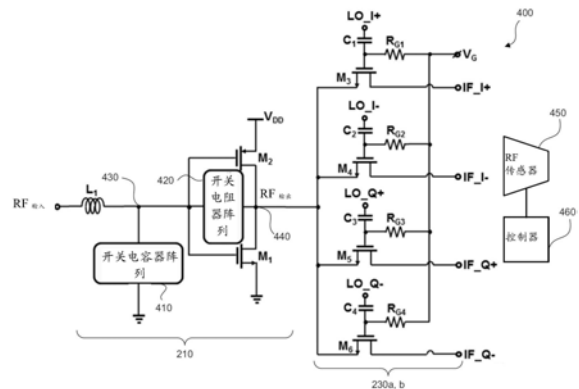 LO_I+
400
C1
RG1
VG
M3
IF_I+
LO_I-
450
VDD
C2
RG2
RF
传感器
M2
430
420
开关
电阻
器阵
列
M4
IF_I-
L1
RF 输入
RF 输出
LO_Q+
460
440
C3
RG3
控制器
开关电容器阵
列
M1
M5
IF_Q+
410
LO_Q-
C4
RG4
M6
IF_Q-
210
230a, b